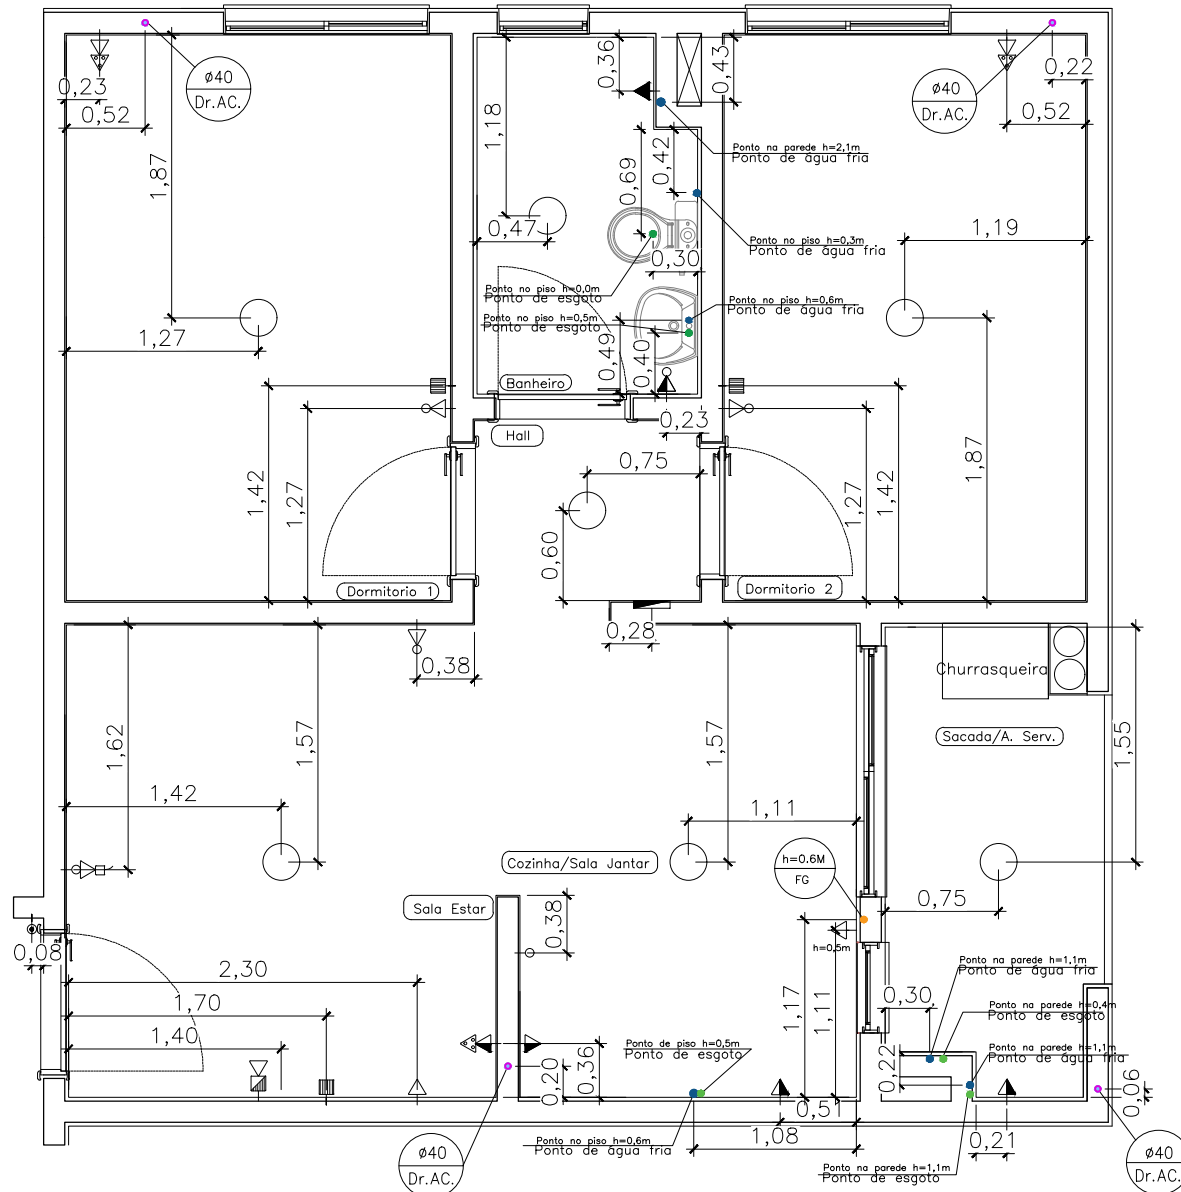 ø40
Dr.AC.
0,23
0,52
1,87
1,27
1,42
1,27
Dormitorio 1
0,36
0,43
1,18
0,69
0,42
0,47
0,30
Ponto na parede h=2,1m
Ponto de água fria
Ponto no piso h=0,3m
Ponto de água fria
Ponto no piso h=0,0m
Ponto de esgoto
Ponto no piso h=0,5m
Ponto de esgoto
Ponto no piso h=0,6m
Ponto de água fria
0,49
0,40
Banheiro
Hall
0,23
0,75
0,60
0,28
ø40
Dr.AC.
0,22
0,52
1,19
1,87
1,27
1,42
Dormitorio 2
0,38
1,62
1,57
1,42
1,57
1,11
Cozinha/Sala Jantar
Sala Estar
0,38
h=0.6M
FG
h=0,5m
0,08
2,30
1,70
1,40
0,20
0,36
1,17
1,11
Ponto de piso h=0,5m
Ponto de esgoto
0,51
1,08
Ponto no piso h=0,6m
Ponto de água fria
ø40
Dr.AC.
Churrasqueira
Sacada/A. Serv.
1,55
0,75
0,30
Ponto na parede h=1,1m
Ponto de água fria
Ponto na parede h=0,4m
Ponto de esgoto
Ponto na parede h=1,1m
Ponto de água fria
0,22
0,06
0,21
Ponto na parede h=1,1m
Ponto de esgoto
ø40
Dr.AC.